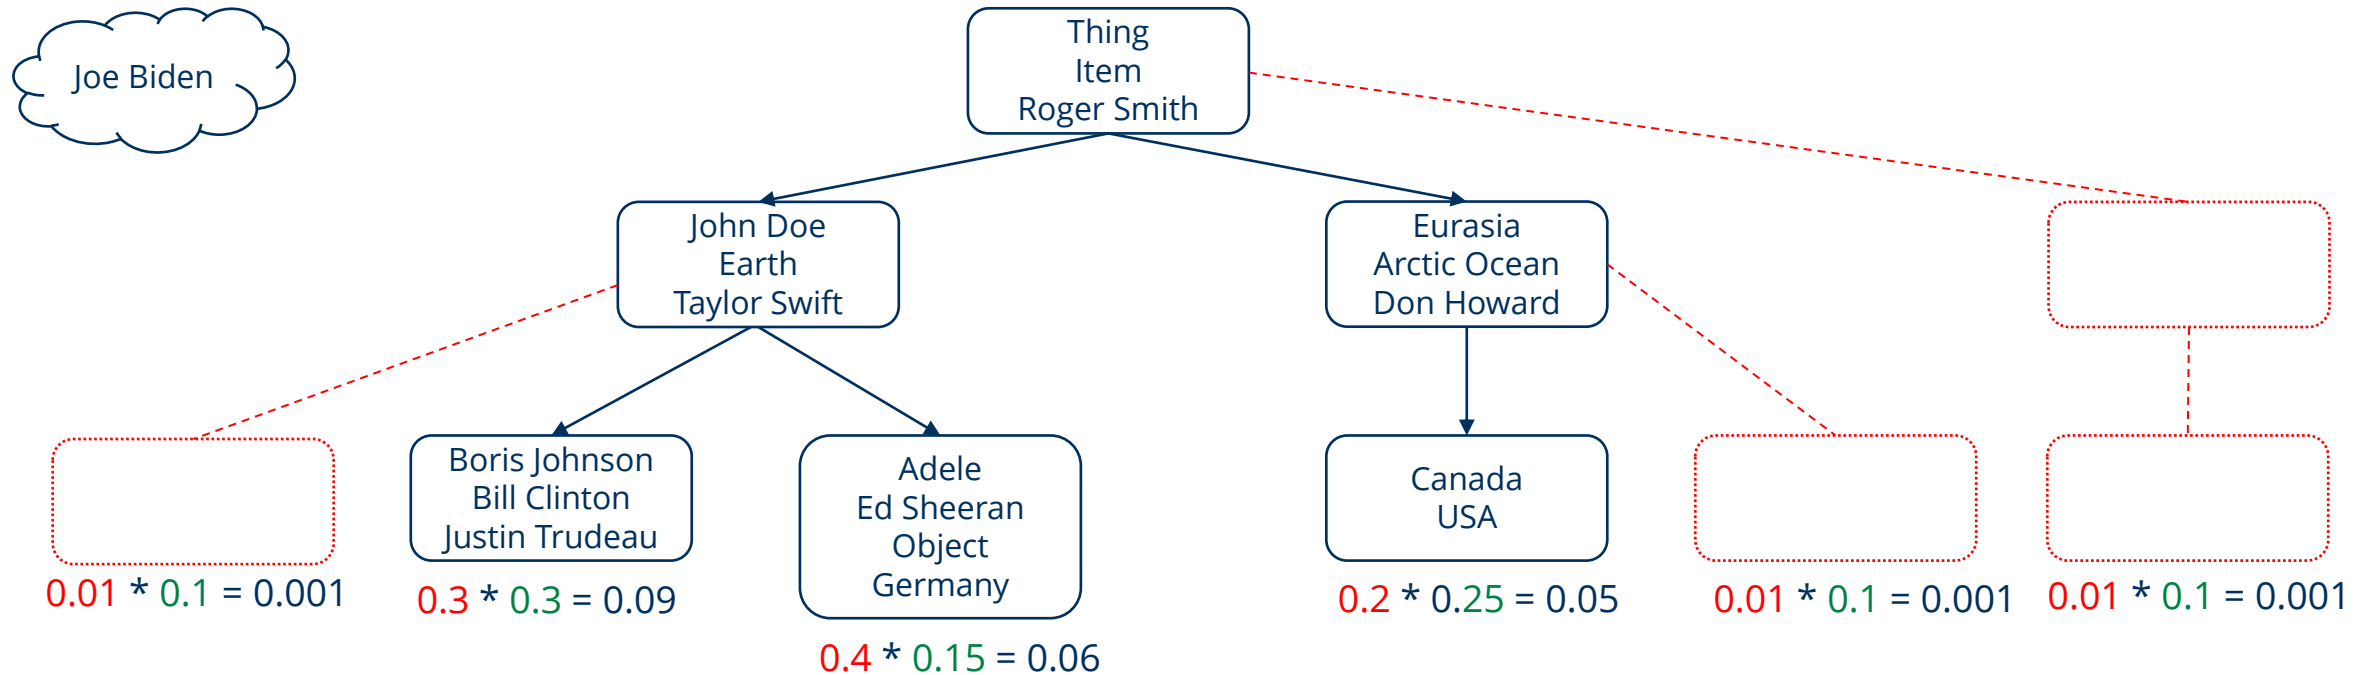 Joe Biden
Thing
Item
Roger Smith
John Doe
Earth
Taylor Swift
Eurasia
Arctic Ocean
Don Howard
Boris Johnson
Bill Clinton
Justin Trudeau
Adele
Ed Sheeran
Object
Germany
Canada
USA
0.01 * 0.1 = 0.001
0.3 * 0.3 = 0.09
0.4 * 0.15 = 0.06
0.2 * 0.25 = 0.05
0.01 * 0.1 = 0.001
0.01 * 0.1 = 0.001